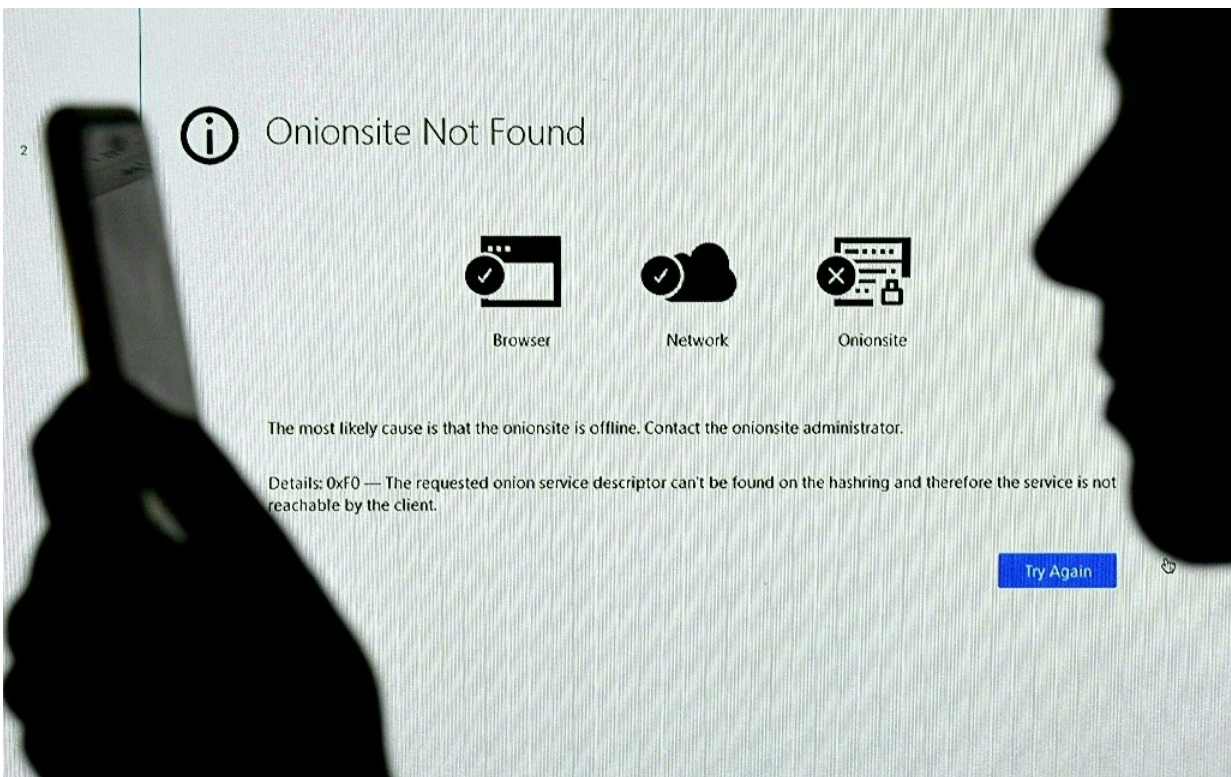 2
Onionsite Not Found
Browser Network Onionsite
The most likely cause is that the onionsite is offline. Contact the onionsite administrator.
Details: 0xF0 — The requested onion service descriptor can't be found on the hashring and therefore the service is not
reachable by the client.
Try Again